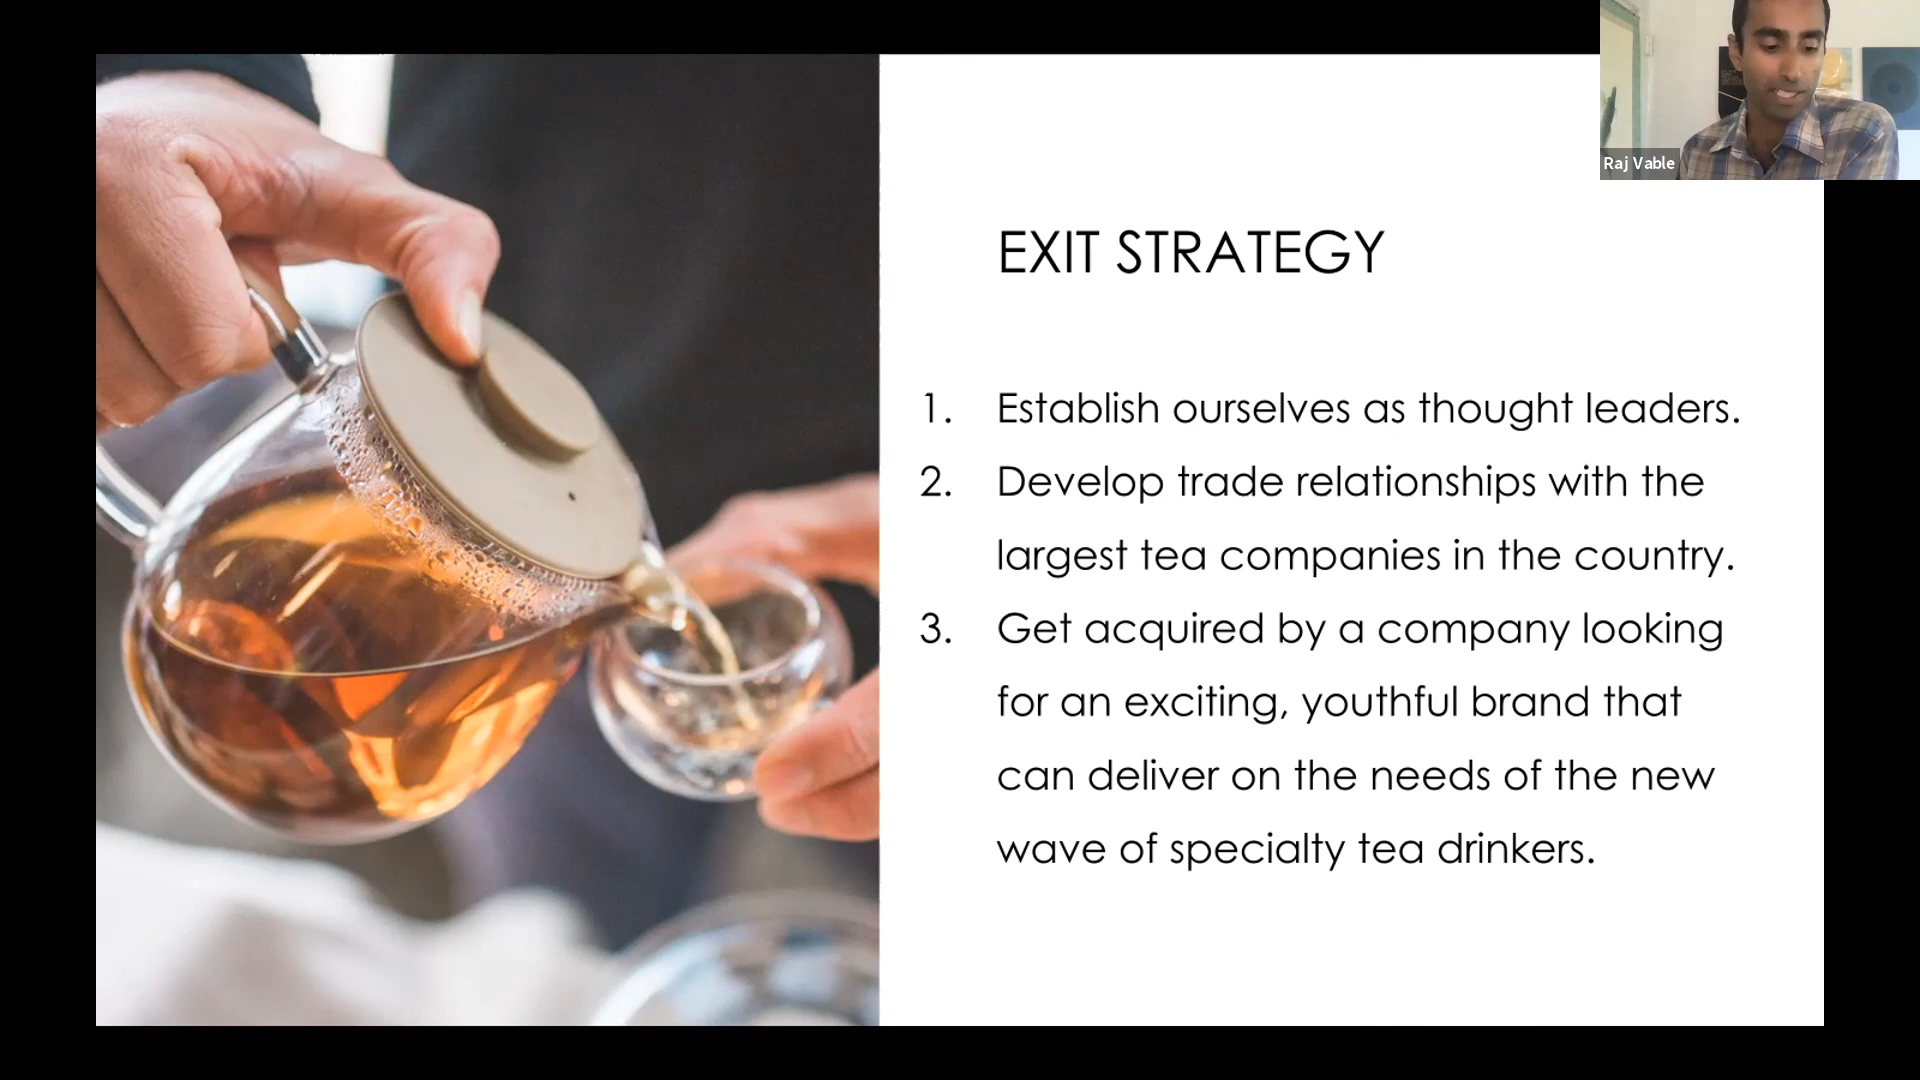 Raj Vable
EXIT STRATEGY
1. Establish ourselves as thought leaders.
2. Develop trade relationships with the
largest tea companies in the country.
3. Get acquired by a company looking
for an exciting, youthful brand that
can deliver on the needs of the new
wave of specialty tea drinkers.